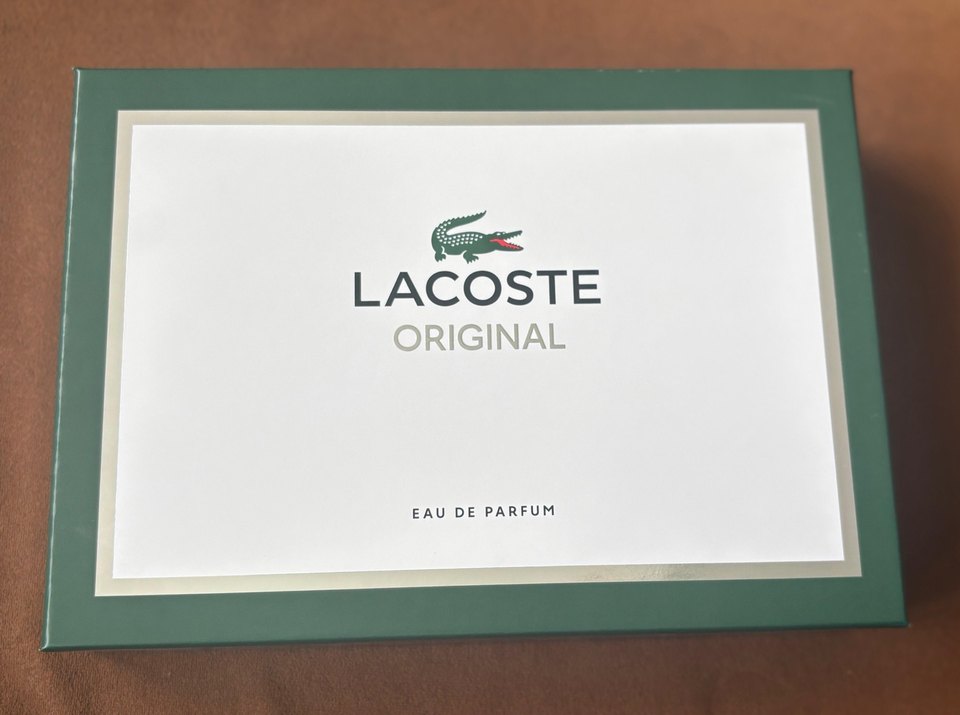 LACOSTE
ORIGINAL
EAU DE PARFUM